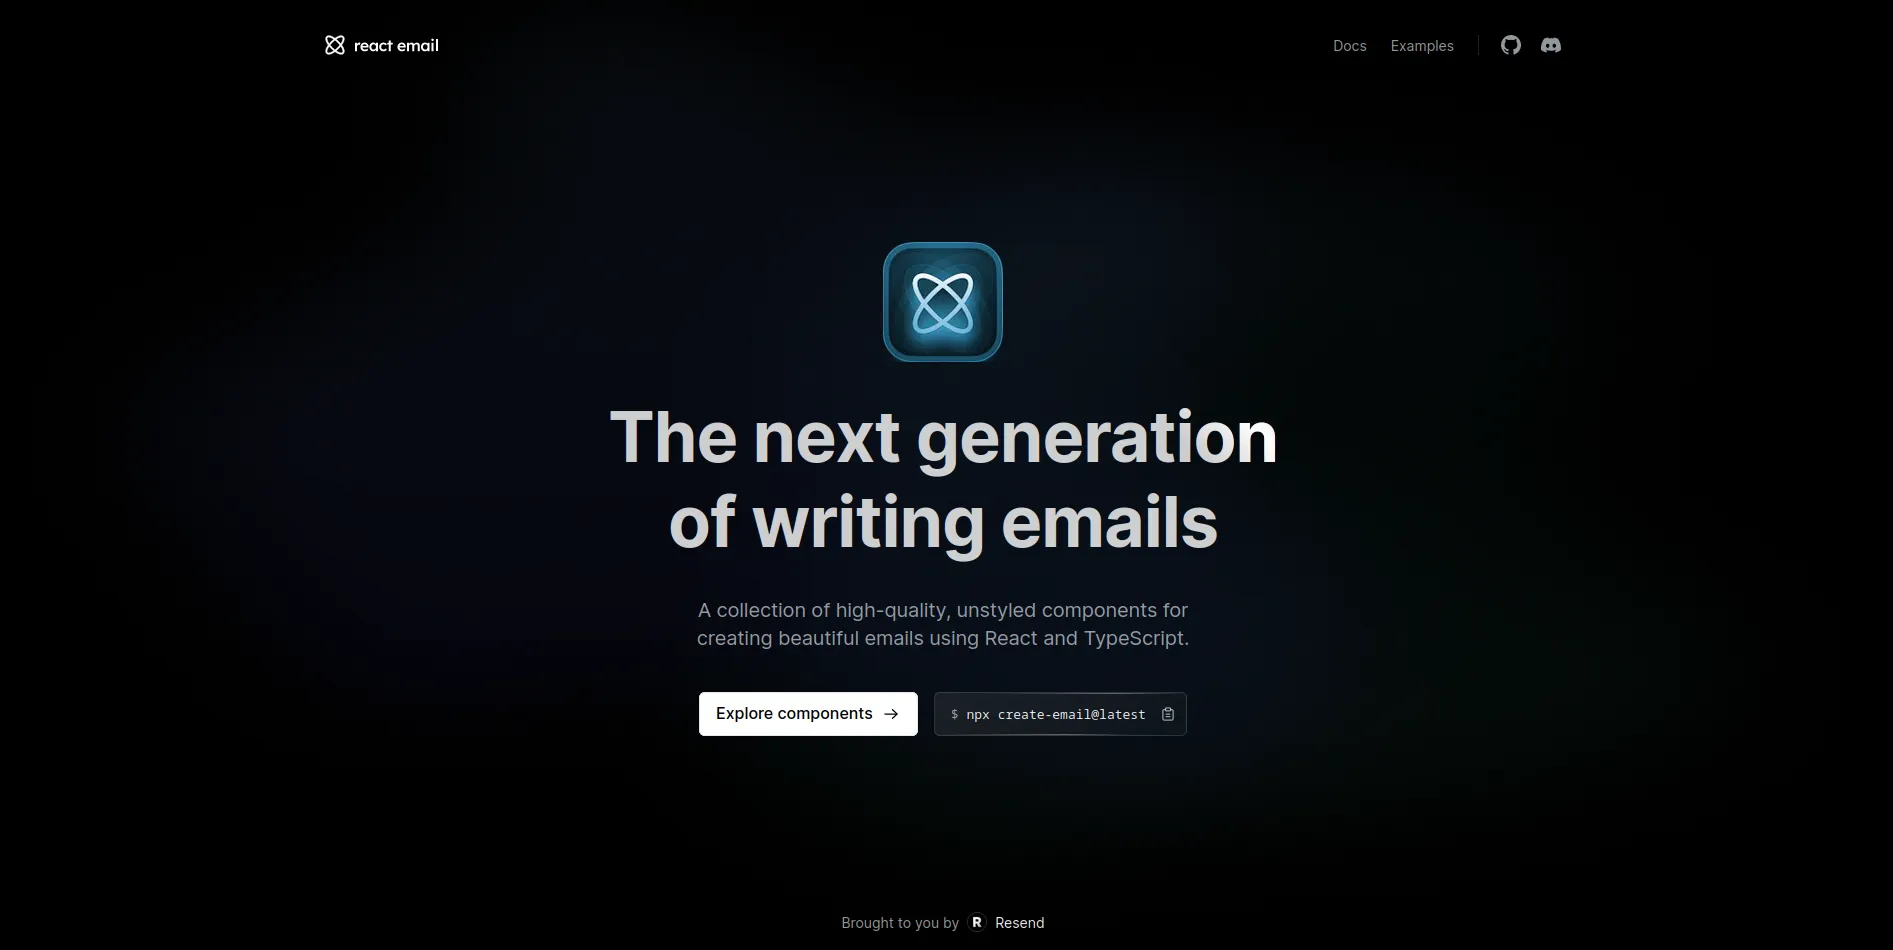 react email
Docs
Examples
The next generation
of writing emails
A collection of high-quality, unstyled components for
creating beautiful emails using React and TypeScript.
Explore components →
$ npx create-email@latest
Brought to you by R Resend